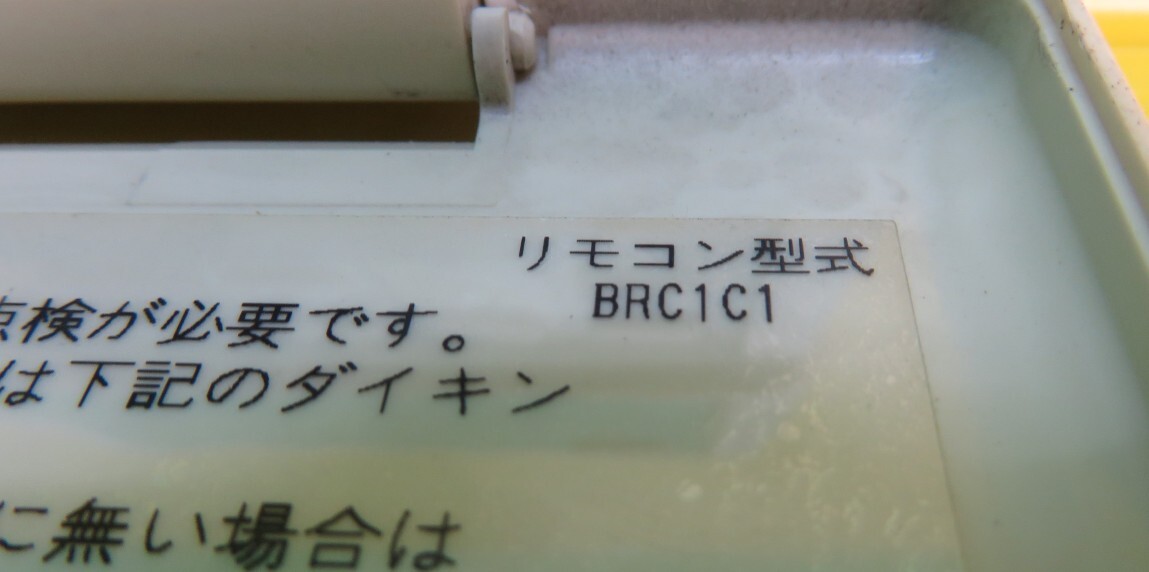 リモコン型式
BRC1C1
点検が必要です。
は下記のダイキン
に無い場合は